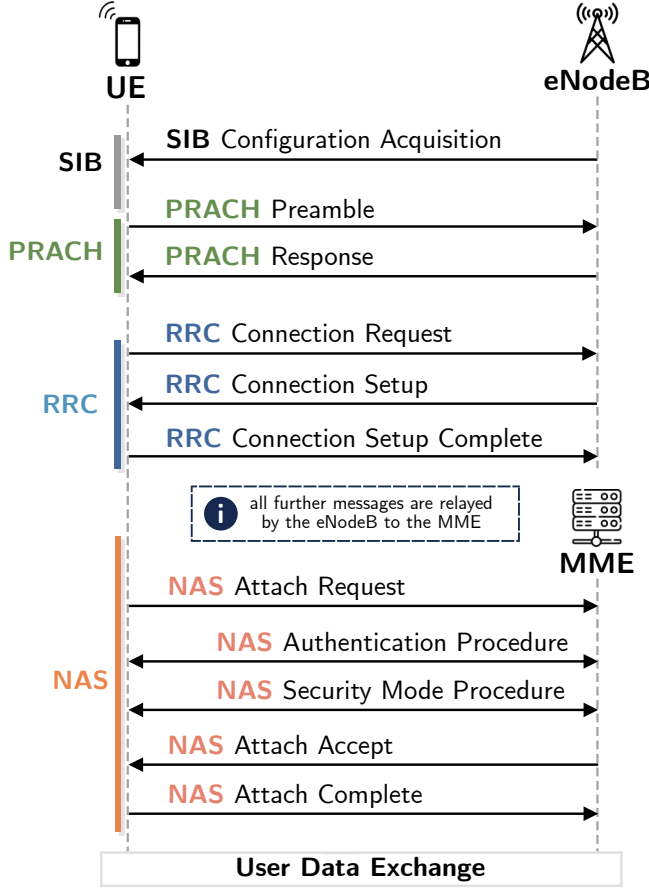 UE
eNodeB
SIB Configuration Acquisition
SIB
PRACH Preamble
PRACH
PRACH Response
RRC Connection Request
RRC Connection Setup
RRC
RRC Connection Setup Complete
i all further messages are relayed
by the eNodeB to the MME
MME
NAS Attach Request
NAS Authentication Procedure
NAS
NAS Security Mode Procedure
NAS Attach Accept
NAS Attach Complete
User Data Exchange